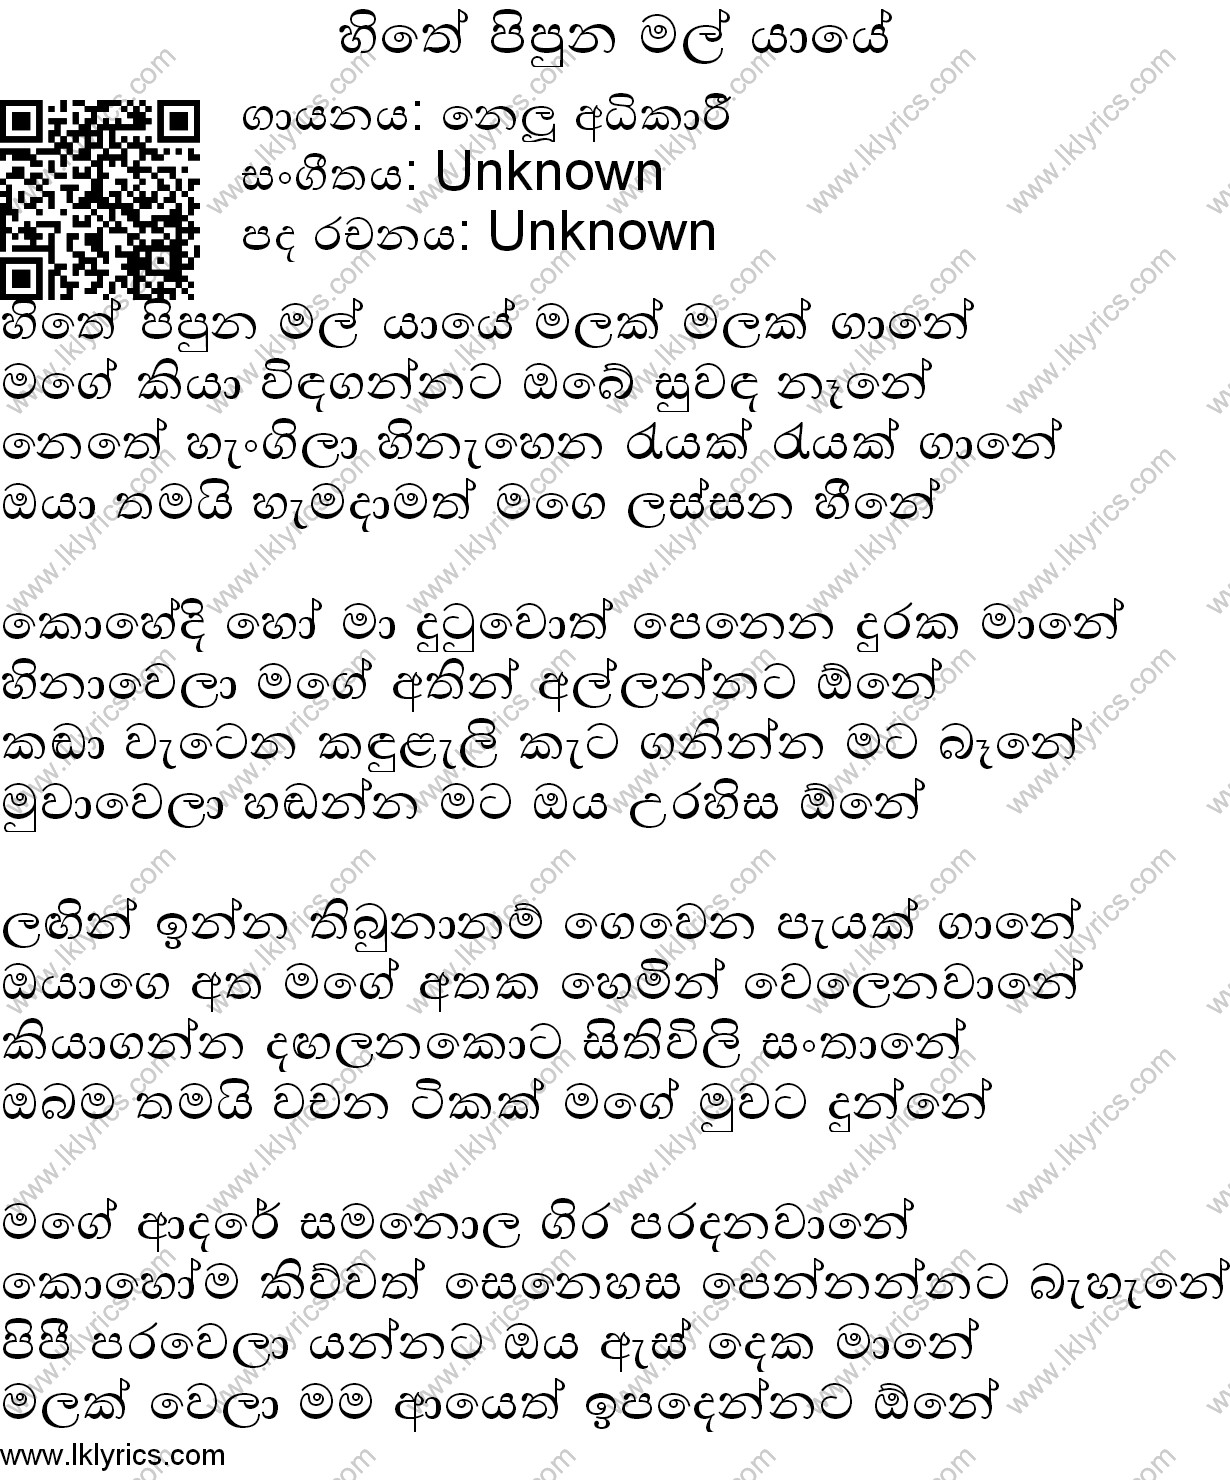 හිතේ පිපුන මල් යායේ
ගායනය: නෙලූ අධිකාරී
සංගීතය: Unknown
පද රචනය: Unknown
හිතේ පිපුන මල් යායේ මලක් මලක් ගානේ
මගේ කියා විඳගන්නට ඔබේ සුවඳ නෑනේ
නෙතේ හැංගිලා හිනැහෙන රැයක් රැයක් ගානේ
ඔයා තමයි හැමදාමත් මගෙ ලස්සන හීනේ
කොහේදි හෝ මා දුටුවොත් පෙනෙන දුරක මානේ
හිනාවෙලා මගේ අතින් අල්ලන්නට ඕනේ
කඬා වැටෙන කඳුළැලි කැට ගනින්න මට බෑනේ
මුවාවෙලා හඬන්න මට ඔය උරහිස ඕනේ
ලඟින් ඉන්න තිබුනානම් ගෙවෙන පැයක් ගානේ
ඔයාගෙ අත මගේ අතක හෙමින් වෙලෙනවානේ
කියාගන්න දඟලනකොට සිතිවිලි සංතානේ
ඔබම තමයි වචන ටිකක් මගේ මුවට දුන්නේ
මගේ ආදරේ සමනොල ගිර පරදනවානේ
කොහෝම කිව්වත් සෙනෙහස පෙන්නන්නට බැහැනේ
පිපී පරවෙලා යන්නට ඔය ඇස් දෙක මානේ
මලක් වෙලා මම ආයෙත් ඉපදෙන්නට ඕනේ
www.lklyrics.com